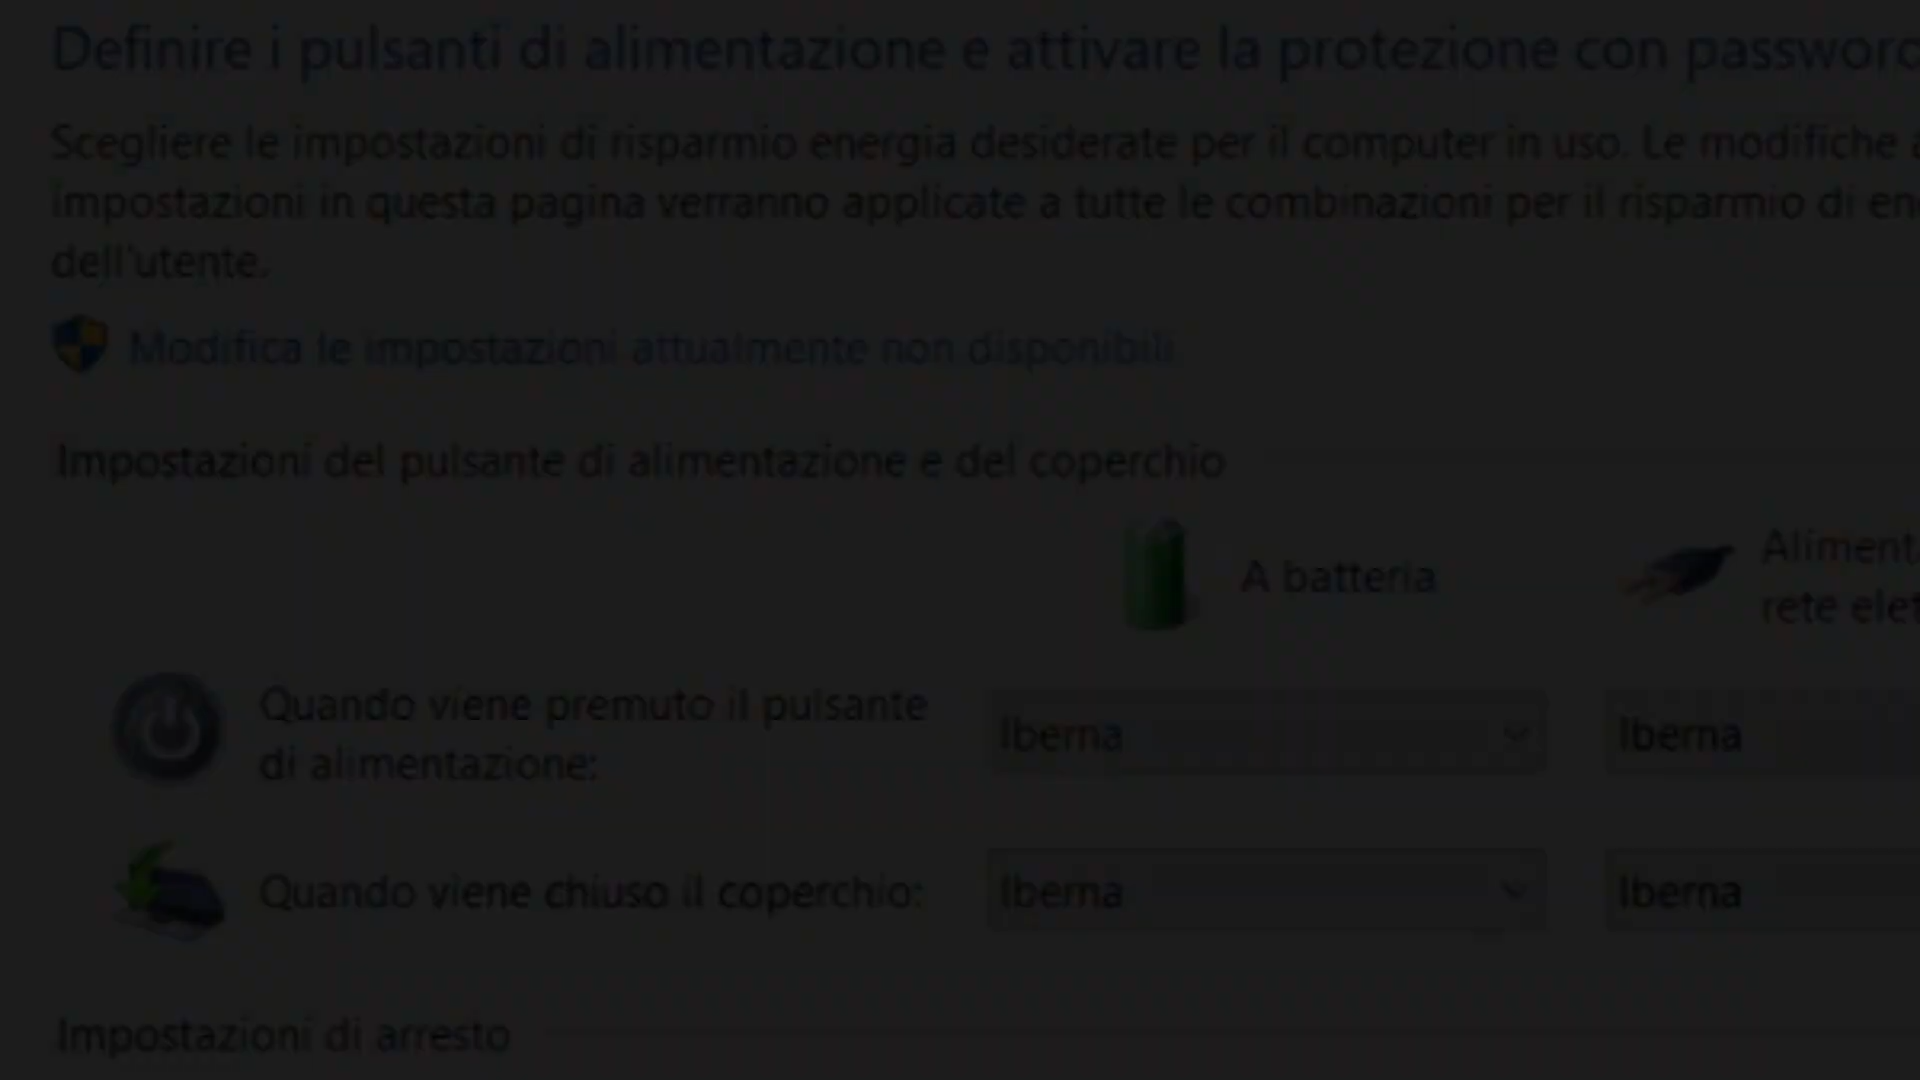 Definire i pulsanti di alimentazione e attivare la protezione con password
Scegliere le impostazioni di risparmio energia desiderate per il computer in uso. Le modifiche a
impostazioni in questa pagina verranno applicate a tutte le combinazioni per il risparmio di en
dell'utente.
Modifica le impostazioni attualmente non disponibili
Impostazioni del pulsante di alimentazione e del coperchio
A batteria
Alimenta
rete elet
Quando viene premuto il pulsante
di alimentazione:
Iberna
Iberna
Quando viene chiuso il coperchio:
Iberna
Iberna
Impostazioni di arresto